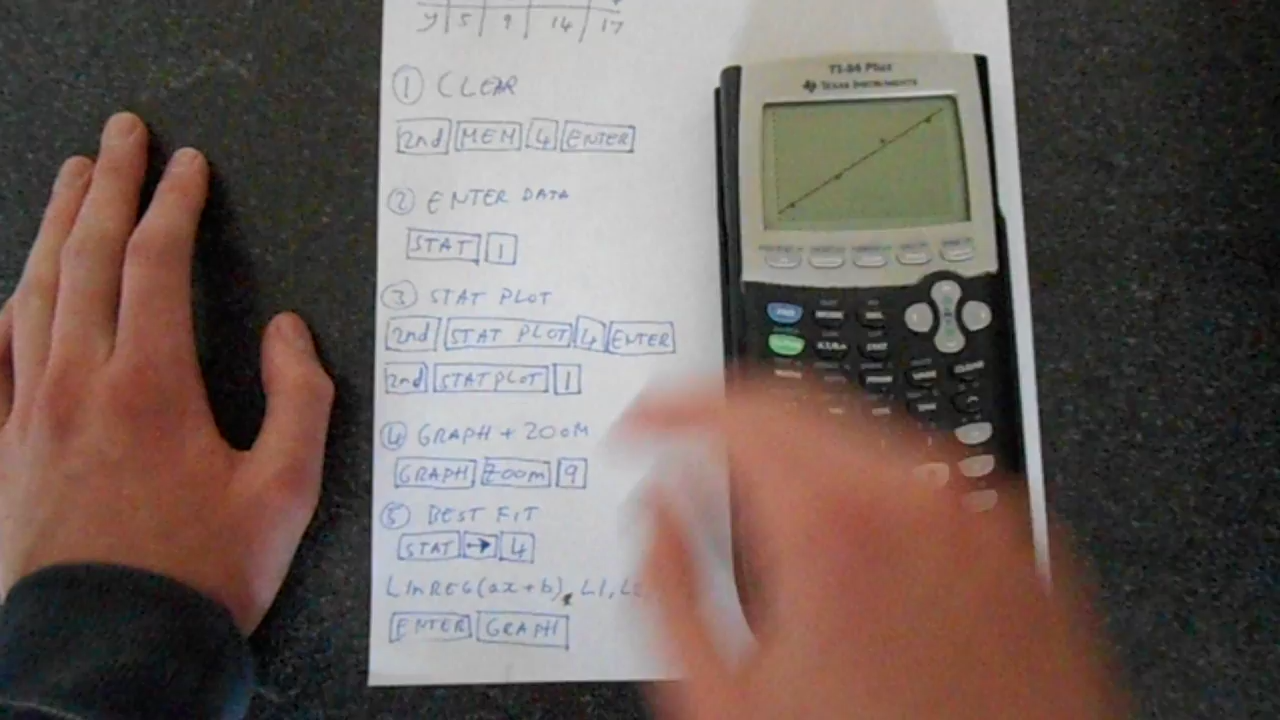 y 5 9 14 17
① CLEAR
2nd MEM 4 ENTER
② ENTER DATA
STAT 1
③ STAT PLOT
2nd STAT PLOT 4 ENTER
2nd STAT PLOT 1
④ GRAPH + ZOOM
GRAPH ZOOM 9
⑤ BEST FIT
STAT → 4
LinREG(ax+b), L1,
ENTER GRAPH
TI-84 Plus
TEXAS INSTRUMENTS
2ND
CLEAR